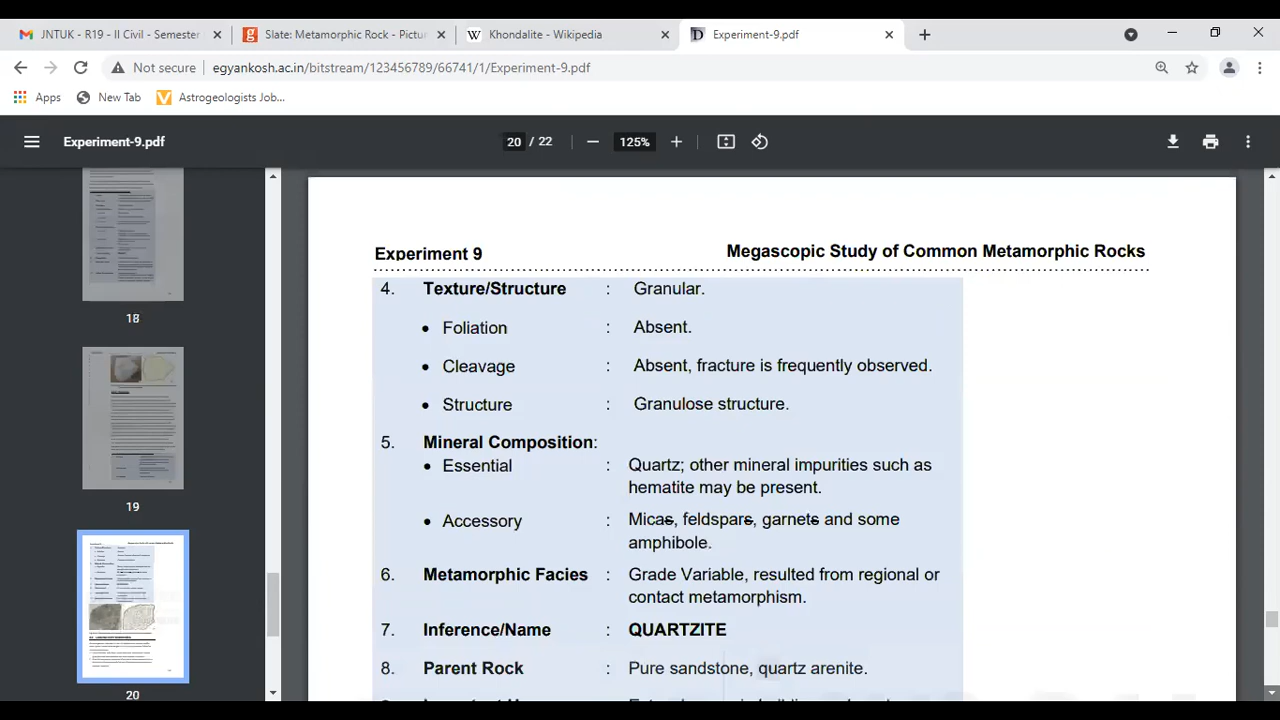 JNTUK - R19 - II Civil - Semester
Slate: Metamorphic Rock - Pictur
Khondalite - Wikipedia
Experiment-9.pdf
Not secure
egyankosh.ac.in/bitstream/123456789/66741/1/Experiment-9.pdf
Apps
New Tab
Astrogeologists Job...
Experiment-9.pdf
20 / 22
125%
18
19
20
Experiment 9 Megascopic Study of Common Metamorphic Rocks
4. Texture/Structure : Granular.
• Foliation : Absent.
• Cleavage : Absent, fracture is frequently observed.
• Structure : Granulose structure.
5. Mineral Composition:
• Essential : Quartz; other mineral impurities such as
hematite may be present.
• Accessory : Micas, feldspars, garnets and some
amphibole.
6. Metamorphic Facies : Grade Variable, resulted from regional or
contact metamorphism.
7. Inference/Name : QUARTZITE
8. Parent Rock : Pure sandstone, quartz arenite.